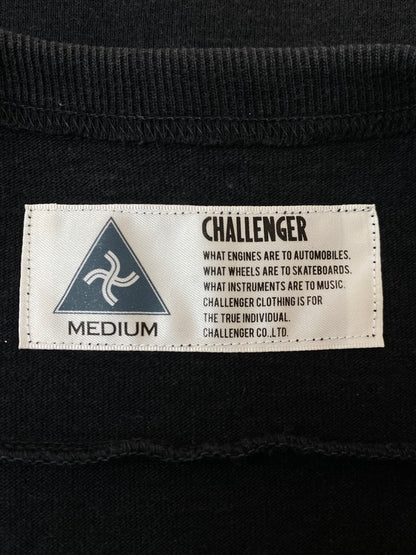 CHALLENGER
WHAT ENGINES ARE TO AUTOMOBILES.
WHAT WHEELS ARE TO SKATEBOARDS.
WHAT INSTRUMENTS ARE TO MUSIC.
CHALLENGER CLOTHING IS FOR
THE TRUE INDIVIDUAL.
CHALLENGER CO.,LTD.
MEDIUM